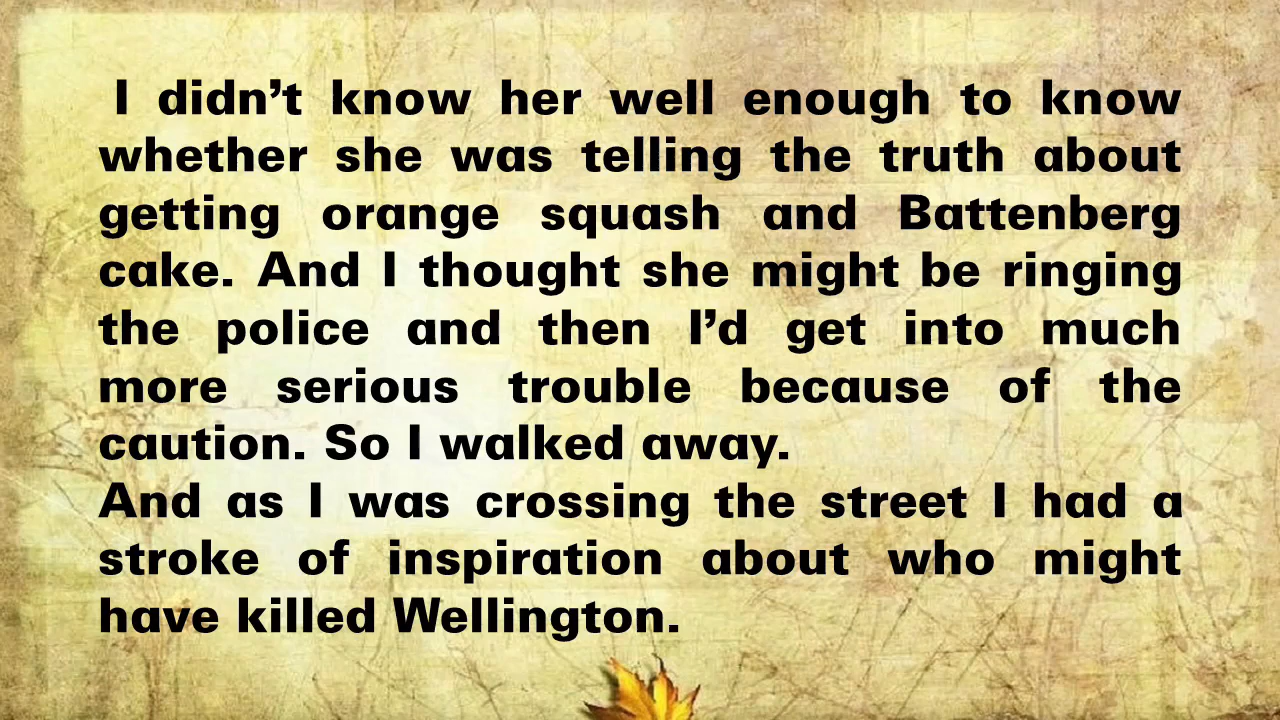 I didn’t know her well enough to know
whether she was telling the truth about
getting orange squash and Battenberg
cake. And I thought she might be ringing
the police and then I’d get into much
more serious trouble because of the
caution. So I walked away.
And as I was crossing the street I had a
stroke of inspiration about who might
have killed Wellington.